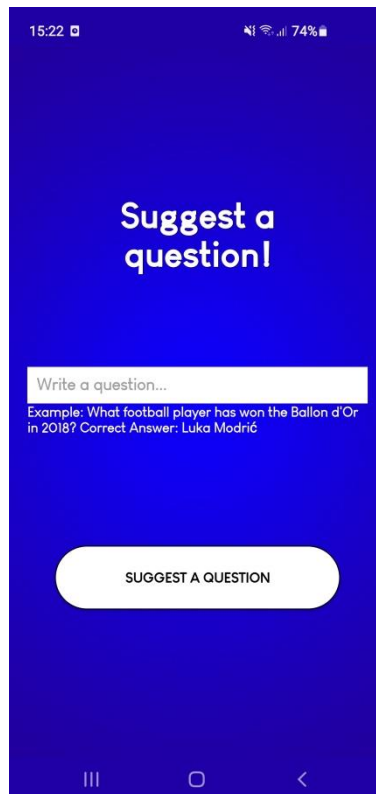 15:22 74%
Suggest a
question!
Write a question...
Example: What football player has won the Ballon d'Or
in 2018? Correct Answer: Luka Modrić
SUGGEST A QUESTION